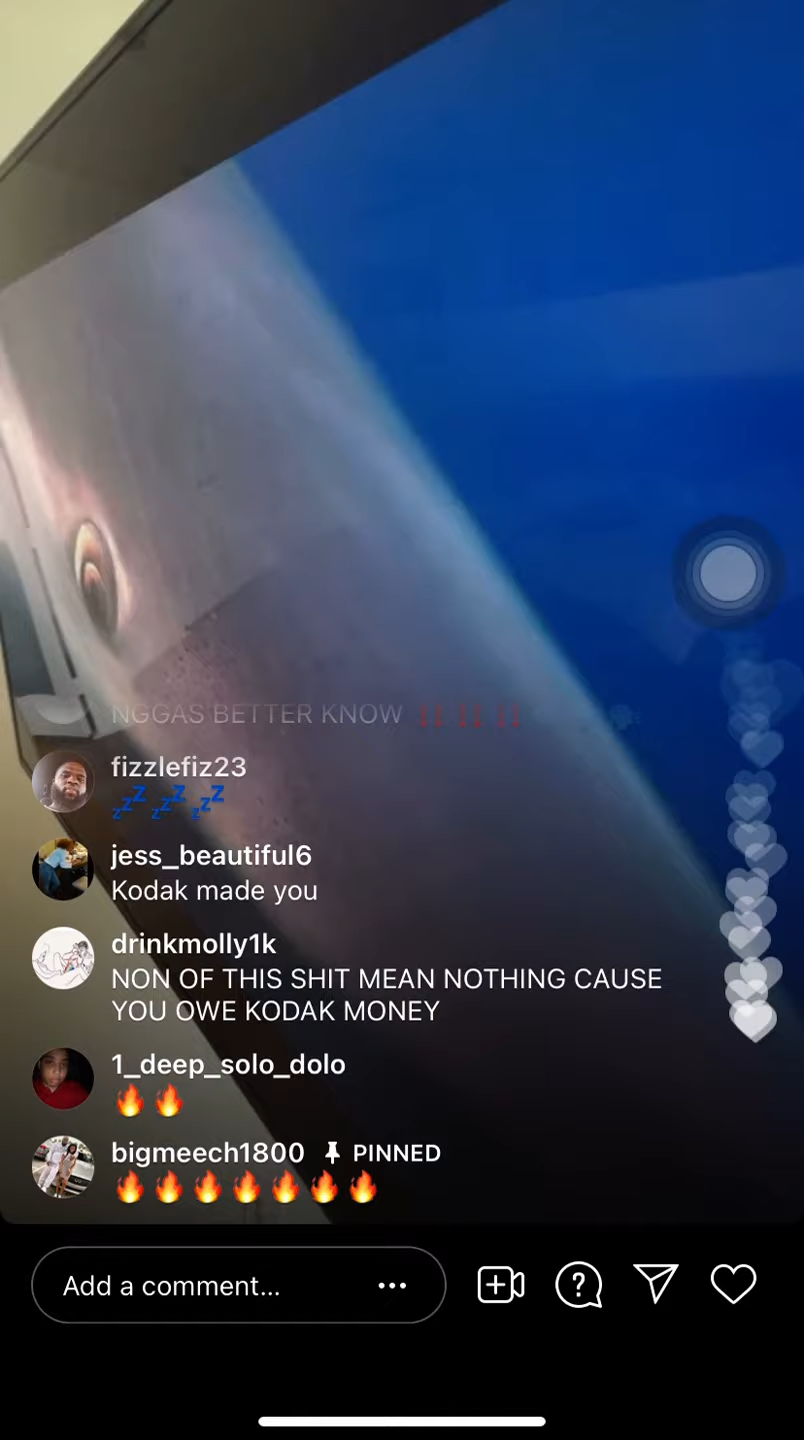 NGGAS BETTER KNOW ‼️‼️‼️
fizzlefiz23
💤💤💤
jess_beautiful6
Kodak made you
drinkmolly1k
NON OF THIS SHIT MEAN NOTHING CAUSE
YOU OWE KODAK MONEY
1_deep_solo_dolo
🔥🔥
bigmeech1800 📌 PINNED
🔥🔥🔥🔥🔥🔥🔥
Add a comment...